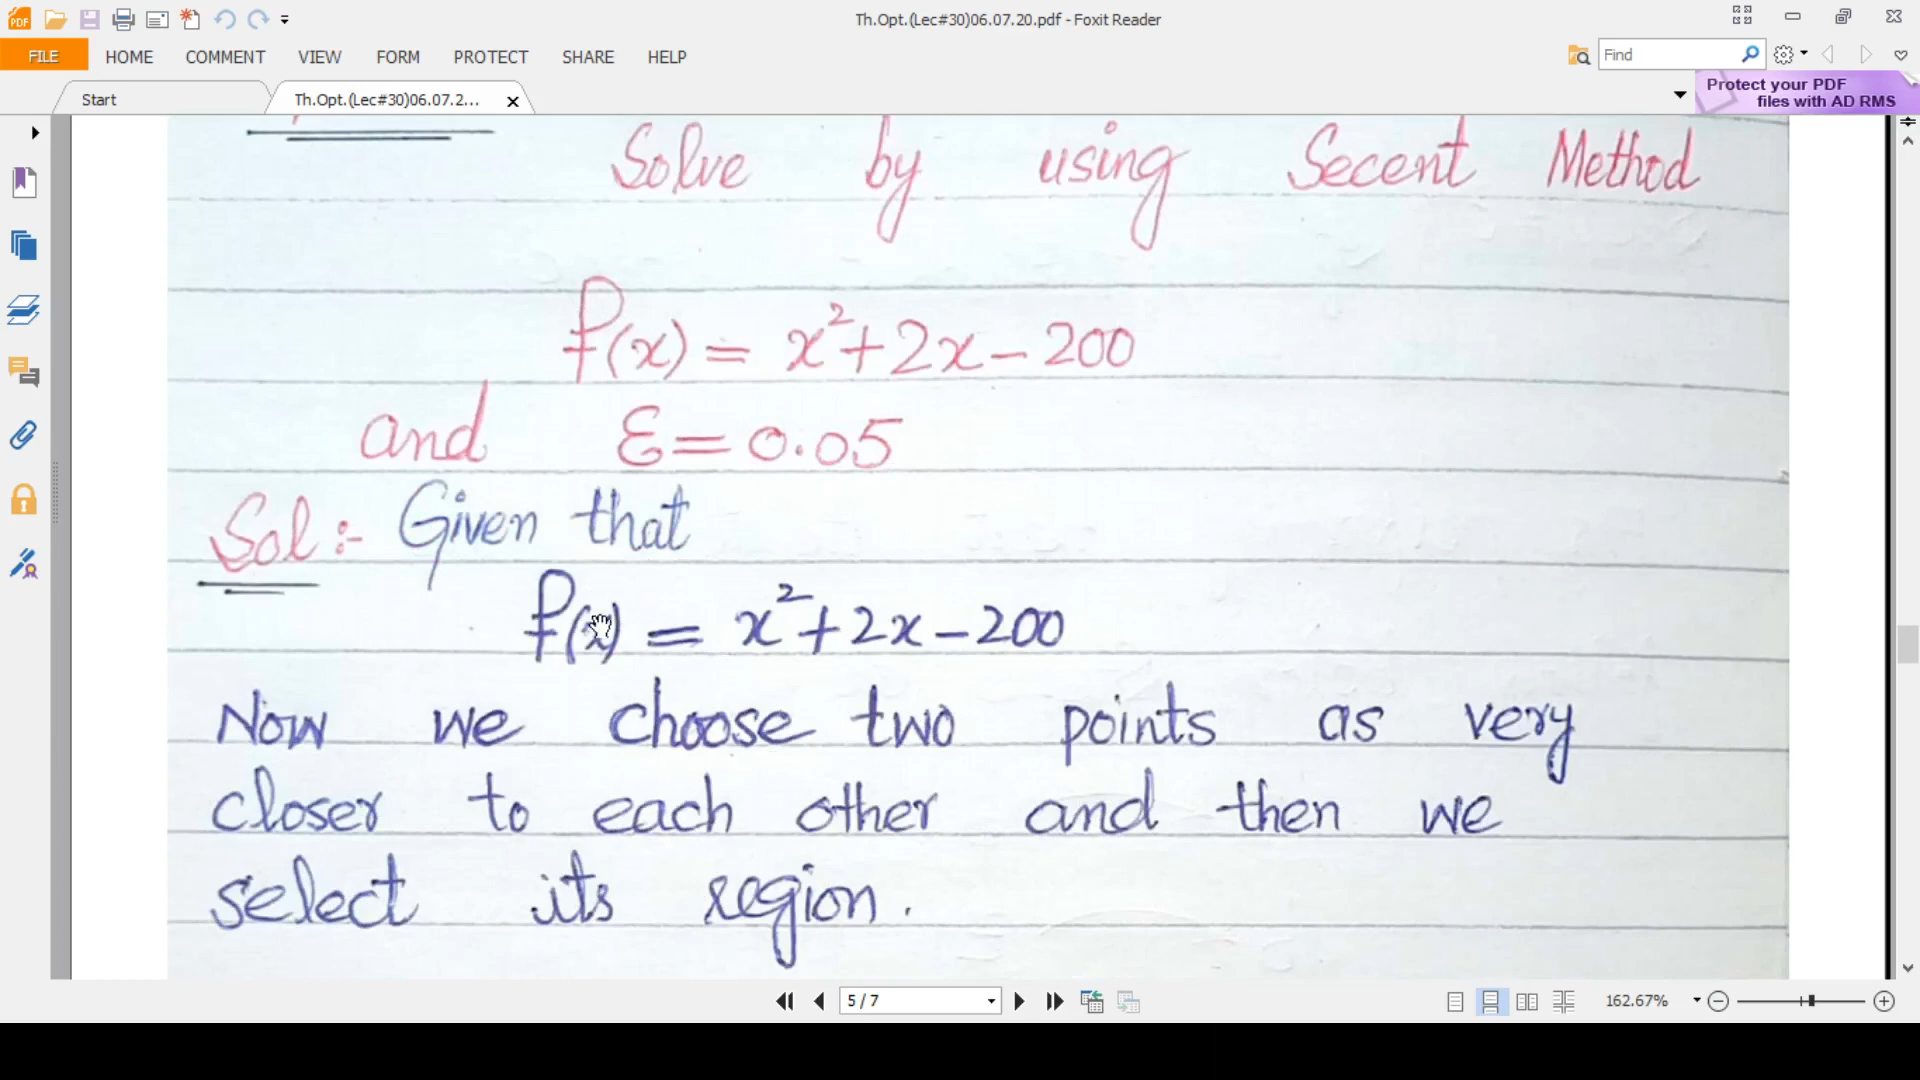 Th.Opt.(Lec#30)06.07.20.pdf - Foxit Reader
FILE HOME COMMENT VIEW FORM PROTECT SHARE HELP
Find
Start
Th.Opt.(Lec#30)06.07.2...
Protect your PDF
files with AD RMS
Solve by using Secent Method
f(x) = x²+2x-200
and ε=0.05
Sol:- Given that
f(x) = x²+2x-200
Now we choose two points as very
closer to each other and then we
select its region.
5 / 7
162.67%